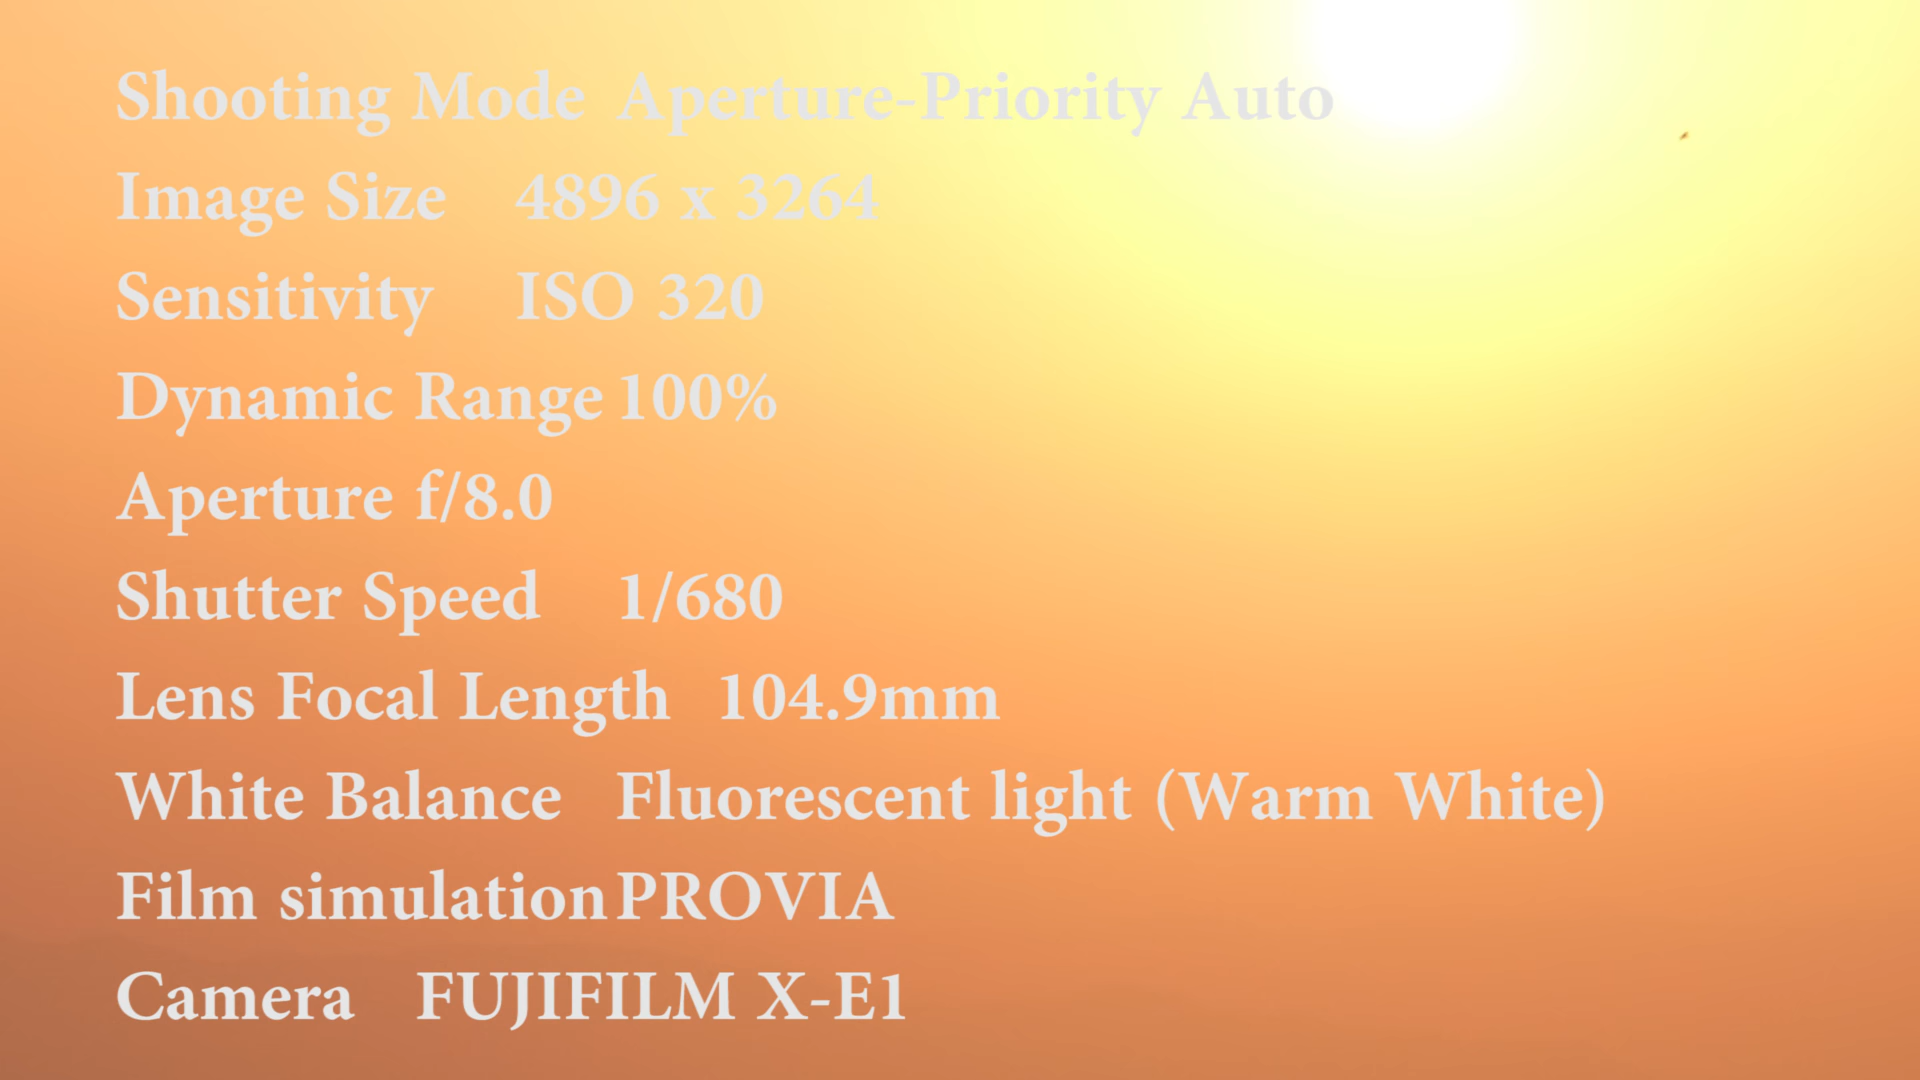 Shooting Mode Aperture-Priority Auto
Image Size 4896 x 3264
Sensitivity ISO 320
Dynamic Range 100%
Aperture f/8.0
Shutter Speed 1/680
Lens Focal Length 104.9mm
White Balance Fluorescent light (Warm White)
Film simulation PROVIA
Camera FUJIFILM X-E1